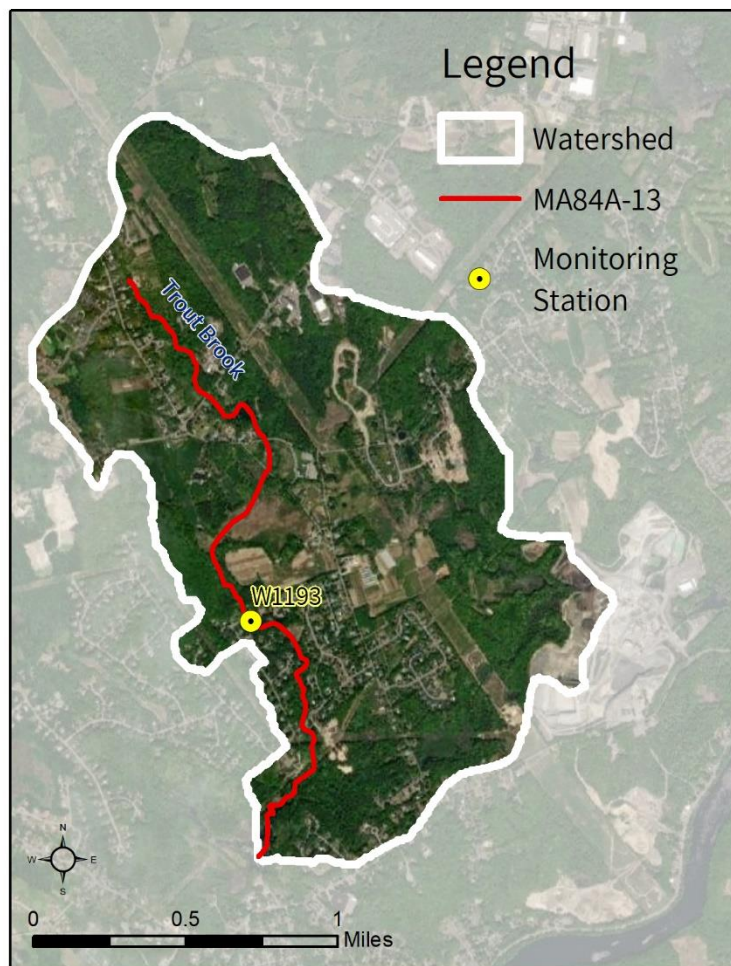 Legend
Watershed
MA84A-13
Monitoring
Station
Trout Brook
W1193
N
W E
S
0 0.5 1
Miles